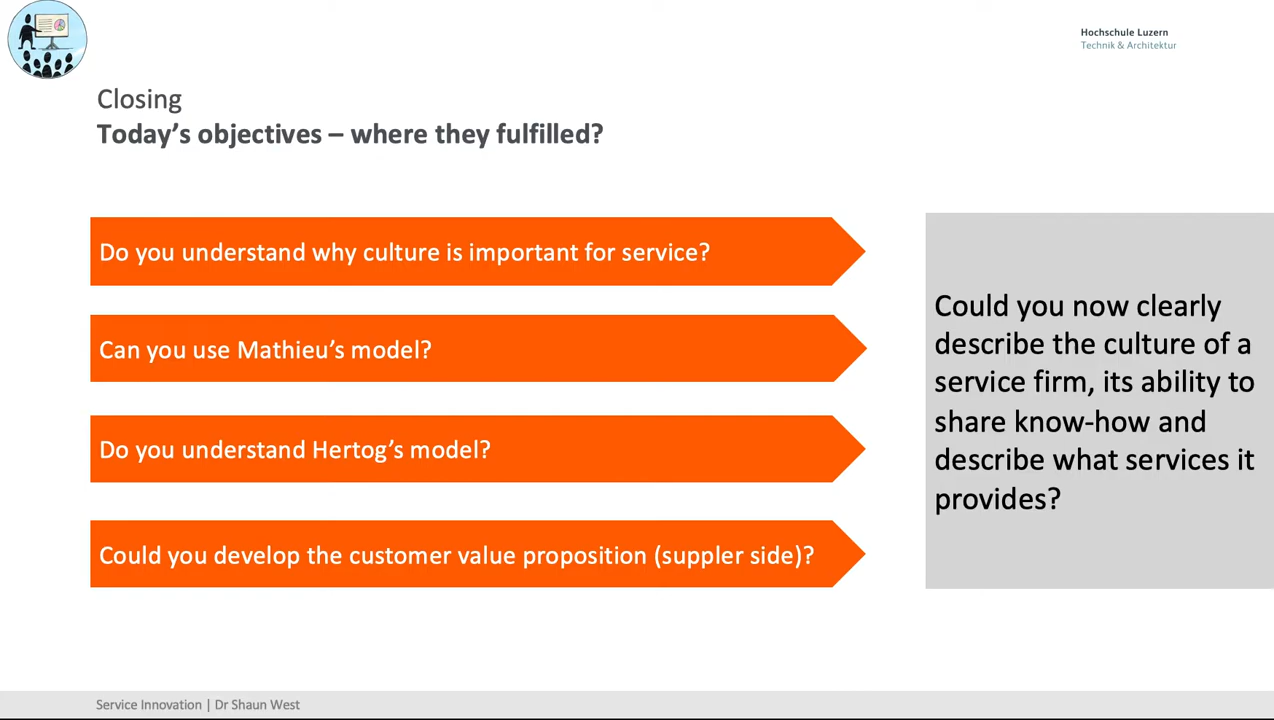 Hochschule Luzern
Technik & Architektur
Closing
Today's objectives – where they fulfilled?
Do you understand why culture is important for service?
Can you use Mathieu's model?
Do you understand Hertog's model?
Could you develop the customer value proposition (suppler side)?
Could you now clearly
describe the culture of a
service firm, its ability to
share know-how and
describe what services it
provides?
Service Innovation | Dr Shaun West